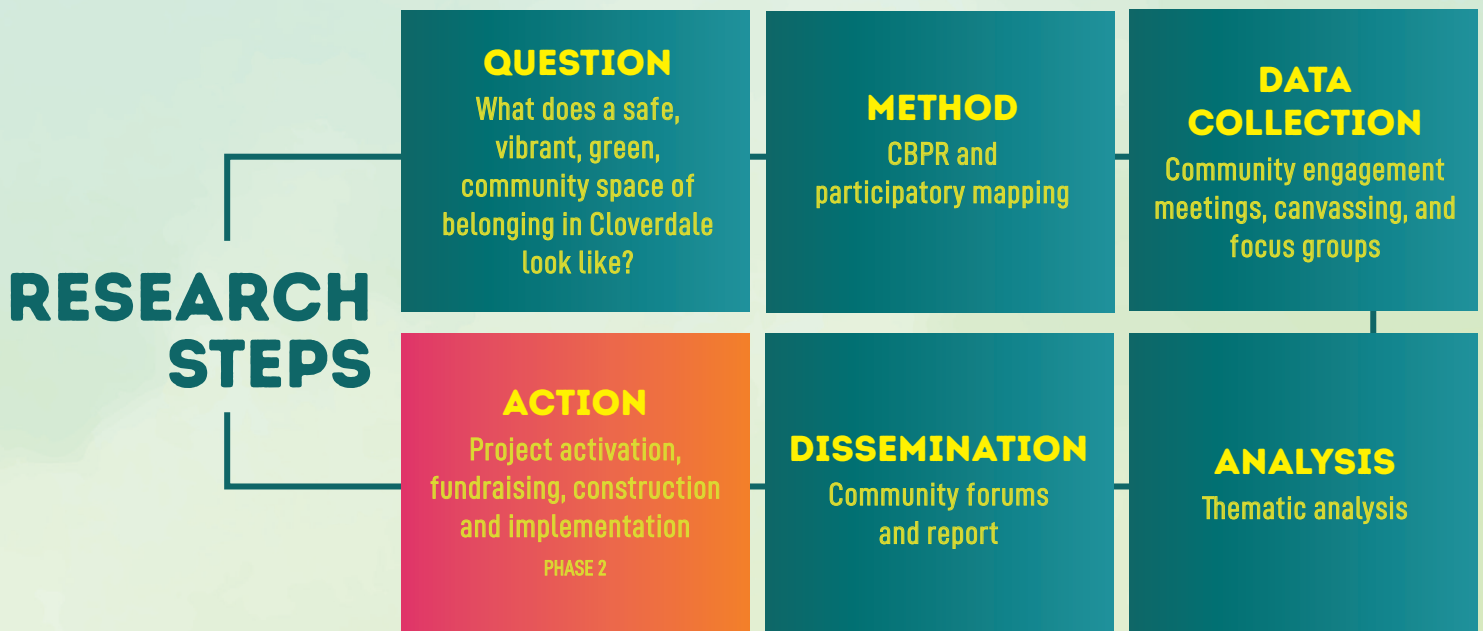 RESEARCH
STEPS
QUESTION
What does a safe,
vibrant, green,
community space of
belonging in Cloverdale
look like?
METHOD
CBPR and
participatory mapping
DATA
COLLECTION
Community engagement
meetings, canvassing, and
focus groups
ANALYSIS
Thematic analysis
DISSEMINATION
Community forums
and report
ACTION
Project activation,
fundraising, construction
and implementation
PHASE 2